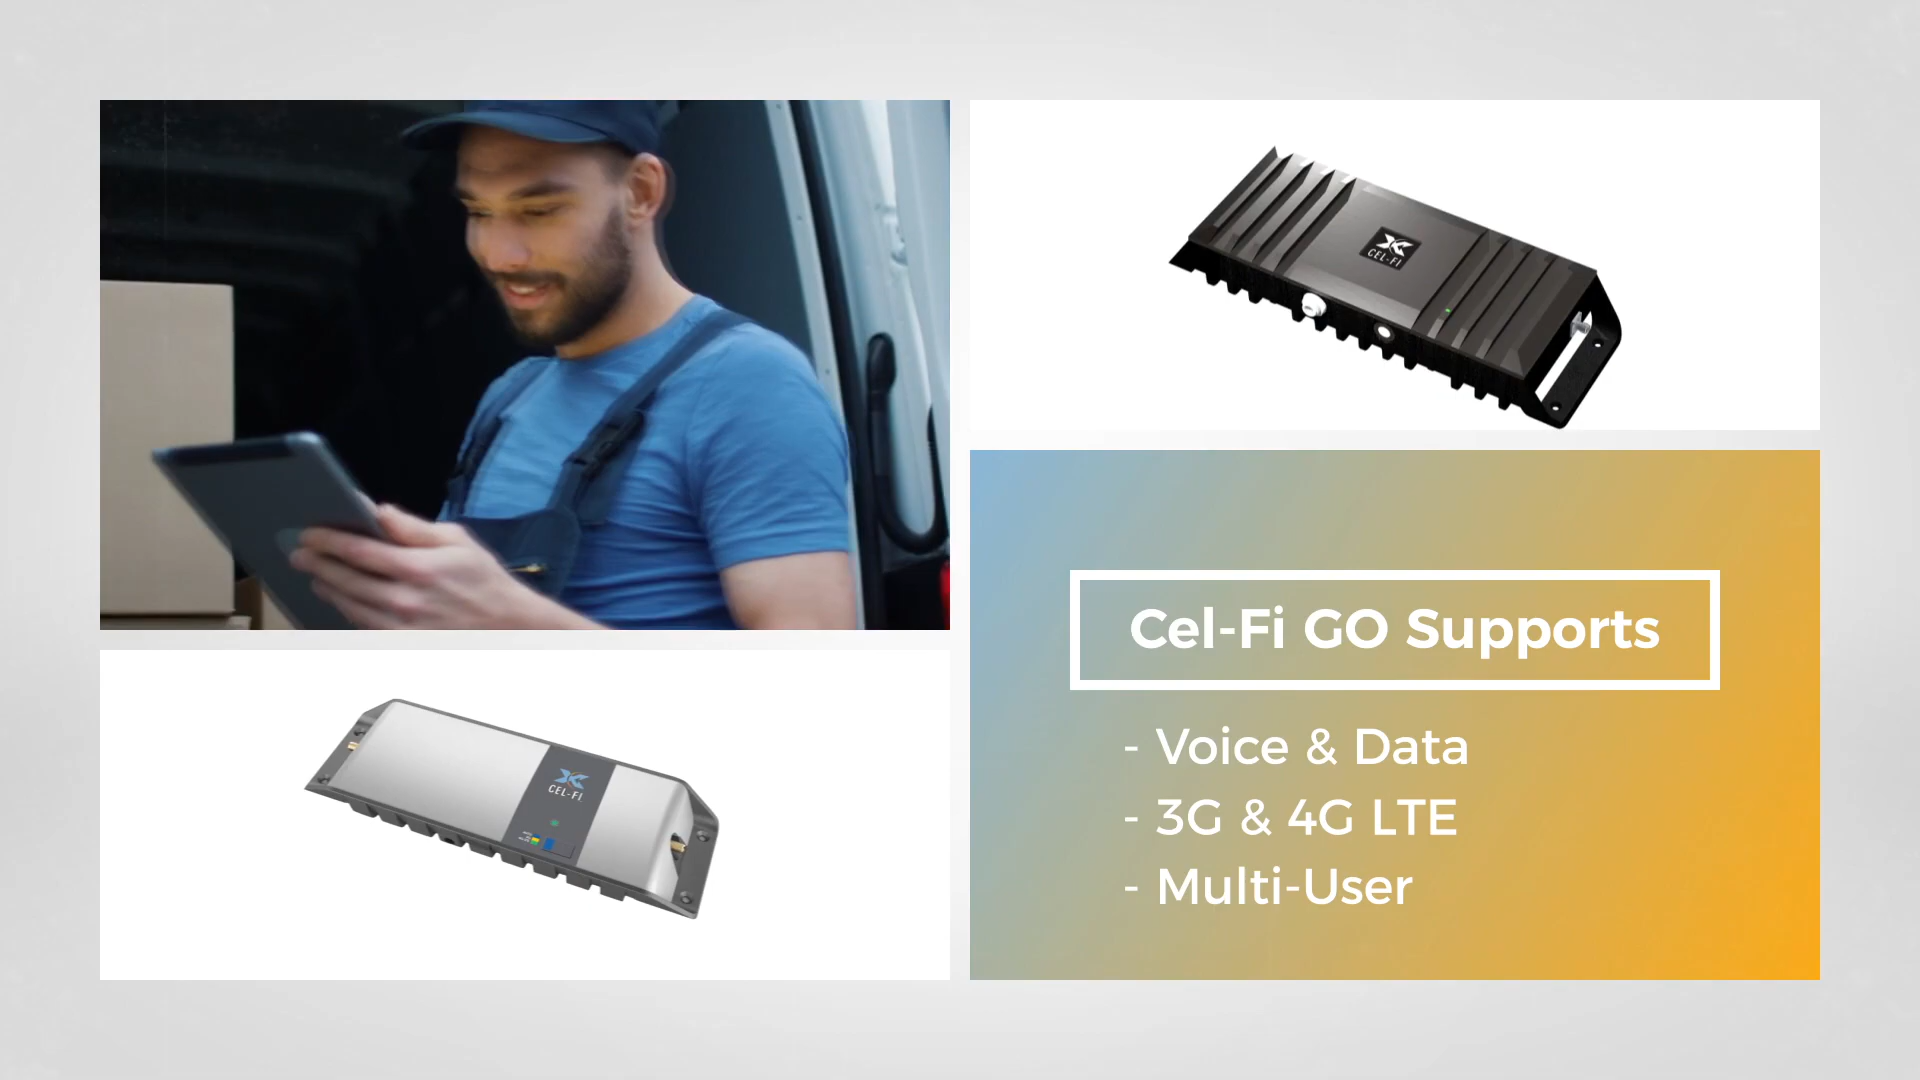 CEL-FI
Cel-Fi GO Supports
- Voice & Data
- 3G & 4G LTE
- Multi-User
CEL-FI